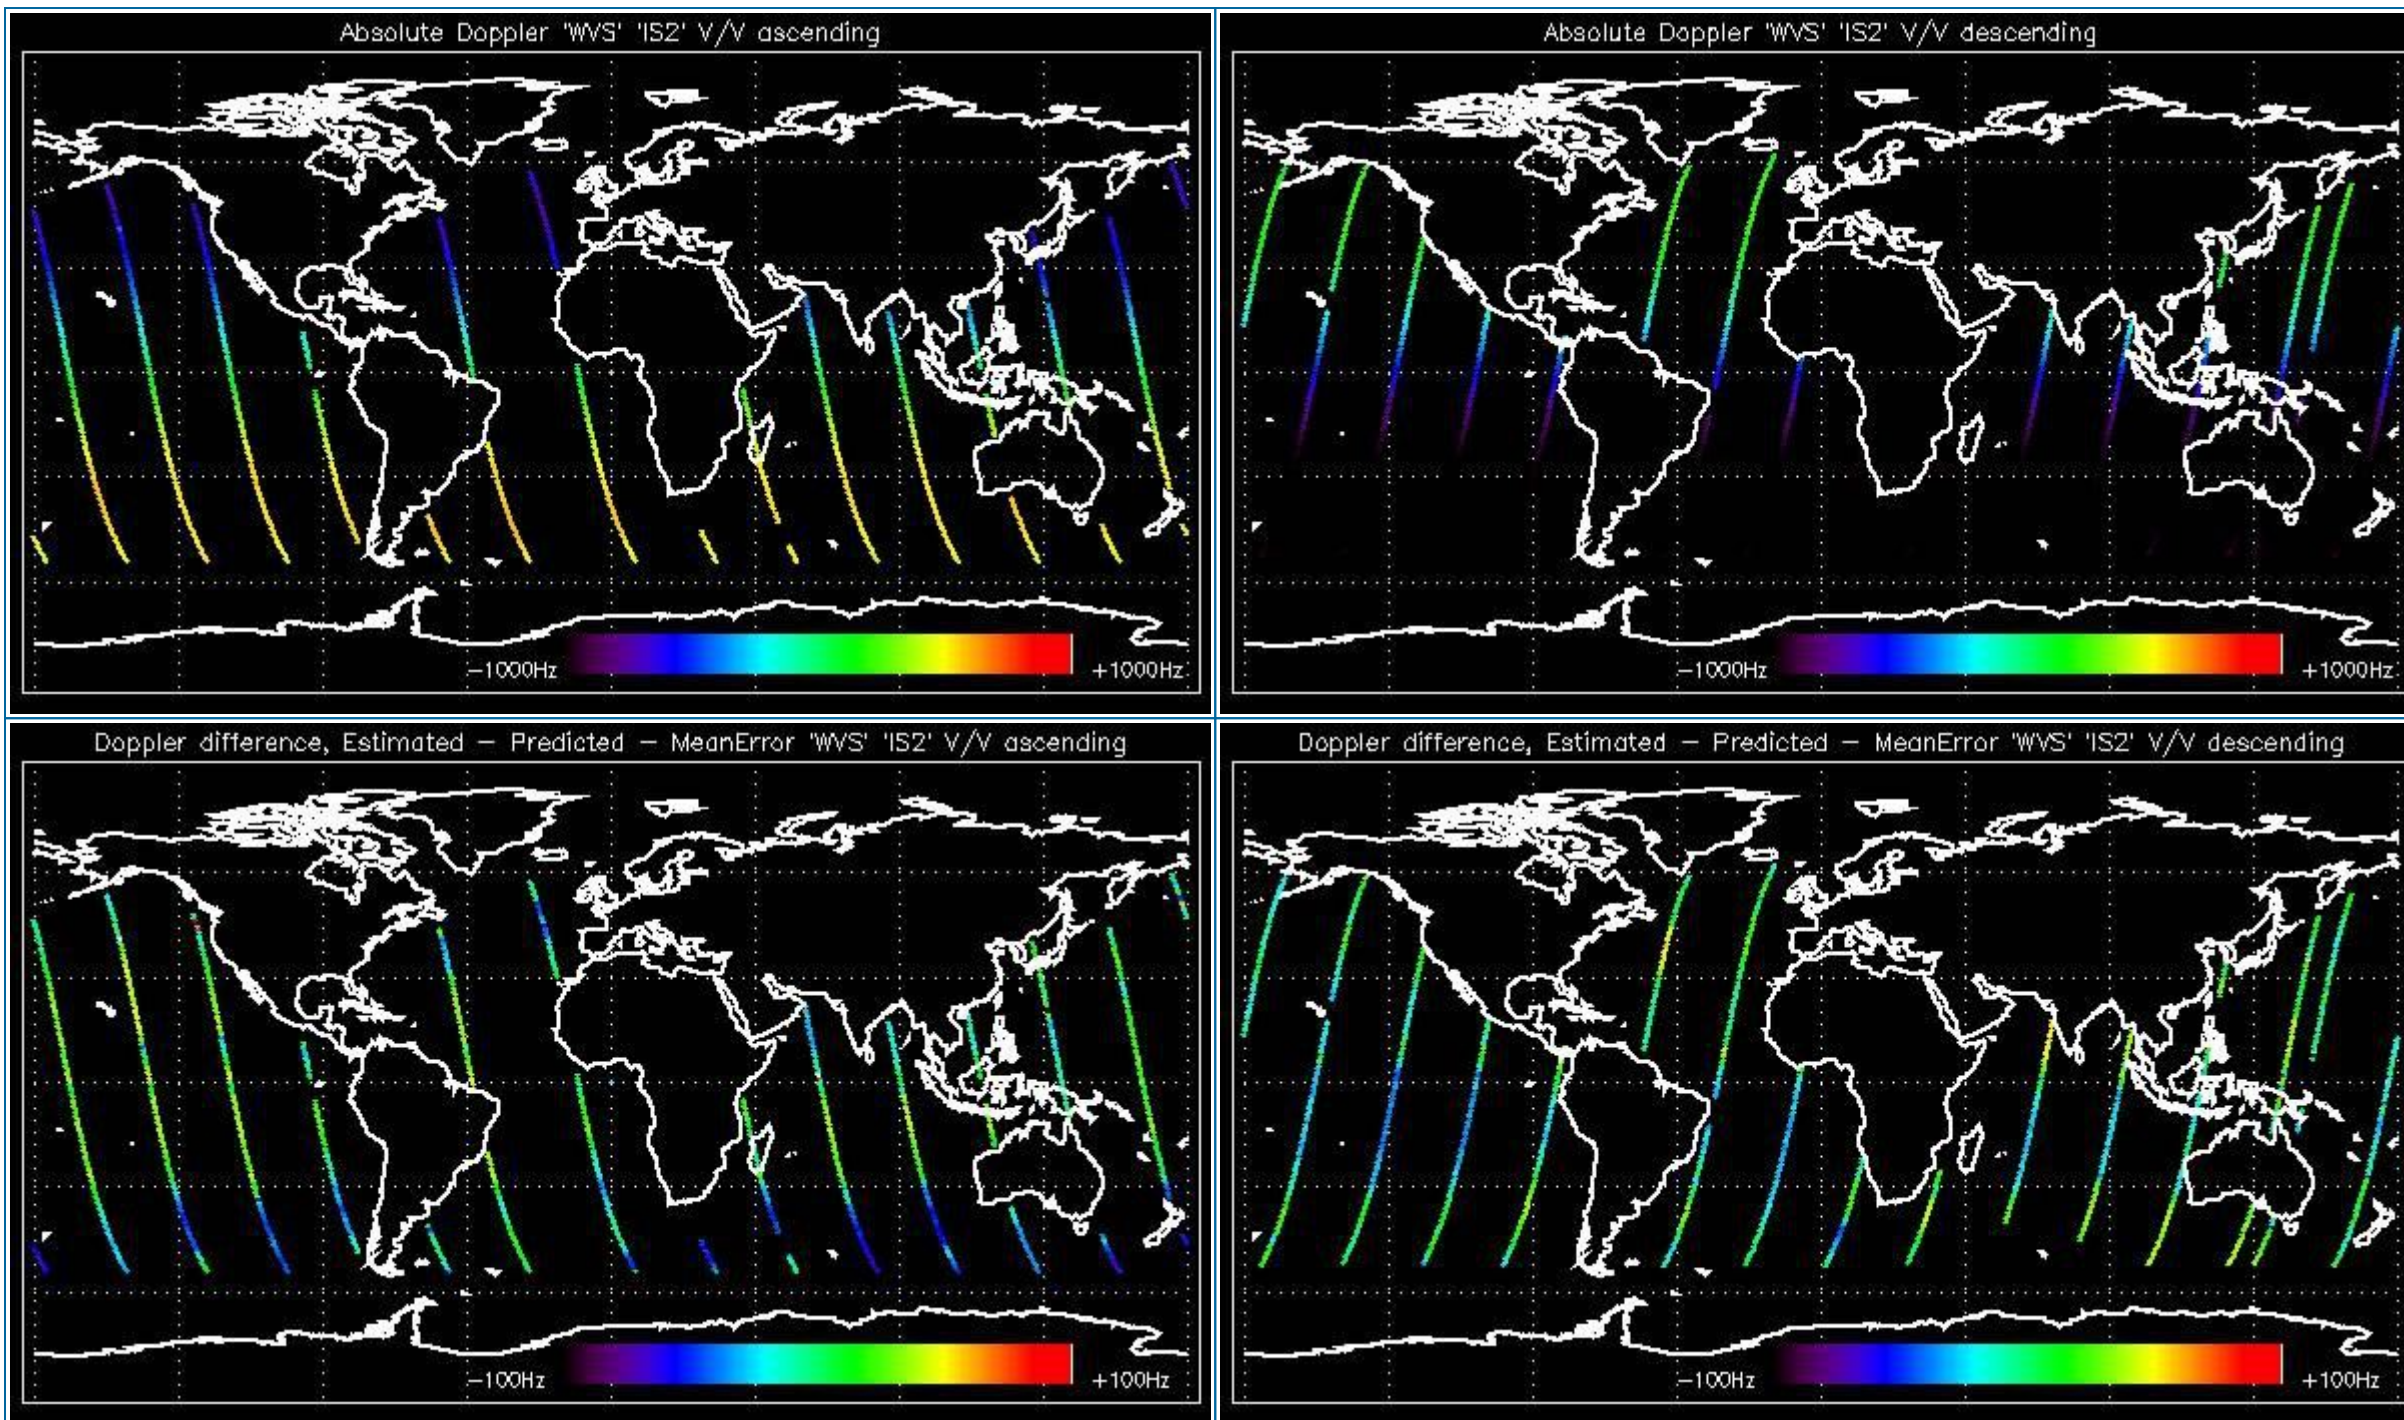 Absolute Doppler 'WVS' 'IS2' V/V ascending
−1000Hz
+1000Hz
Absolute Doppler 'WVS' 'IS2' V/V descending
−1000Hz
+1000Hz
Doppler difference, Estimated − Predicted − MeanError 'WVS' 'IS2' V/V ascending
−100Hz
+100Hz
Doppler difference, Estimated − Predicted − MeanError 'WVS' 'IS2' V/V descending
−100Hz
+100Hz